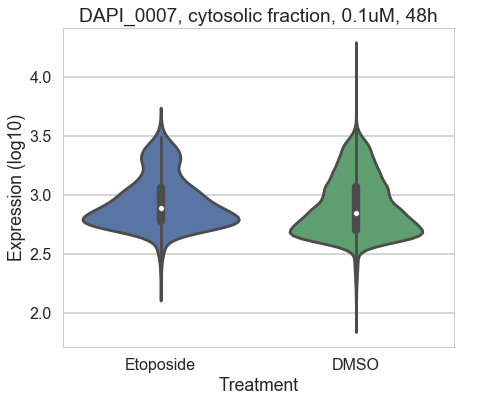 DAPI_0007, cytosolic fraction, 0.1uM, 48h
Expression (log10)
4.0
3.5
3.0
2.5
2.0
Etoposide DMSO
Treatment